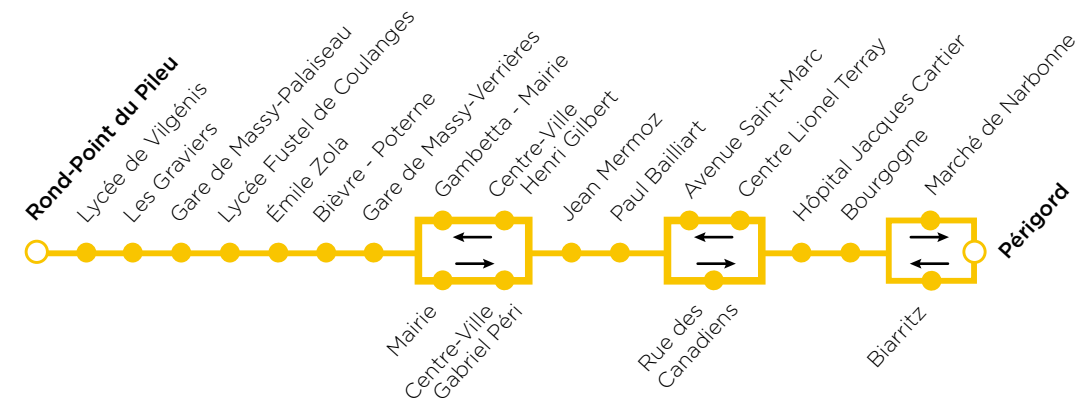 Rond-Point du Pileu
Lycée de Vilgénis
Les Graviers
Gare de Massy-Palaiseau
Lycée Fustel de Coulanges
Émile Zola
Bièvre - Poterne
Gare de Massy-Verrières
Gambetta - Mairie
Centre-Ville
Henri Gilbert
Jean Mermoz
Paul Bailliart
Avenue Saint-Marc
Centre Lionel Terray
Hôpital Jacques Cartier
Bourgogne
Marché de Narbonne
Périgord
Mairie
Centre-Ville
Gabriel Péri
Rue des
Canadiens
Biarritz